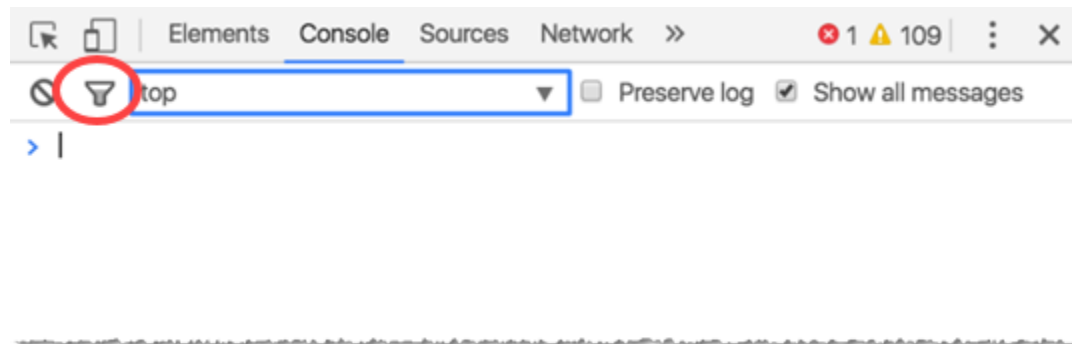 Elements Console Sources Network » 1 109
top Preserve log Show all messages
>